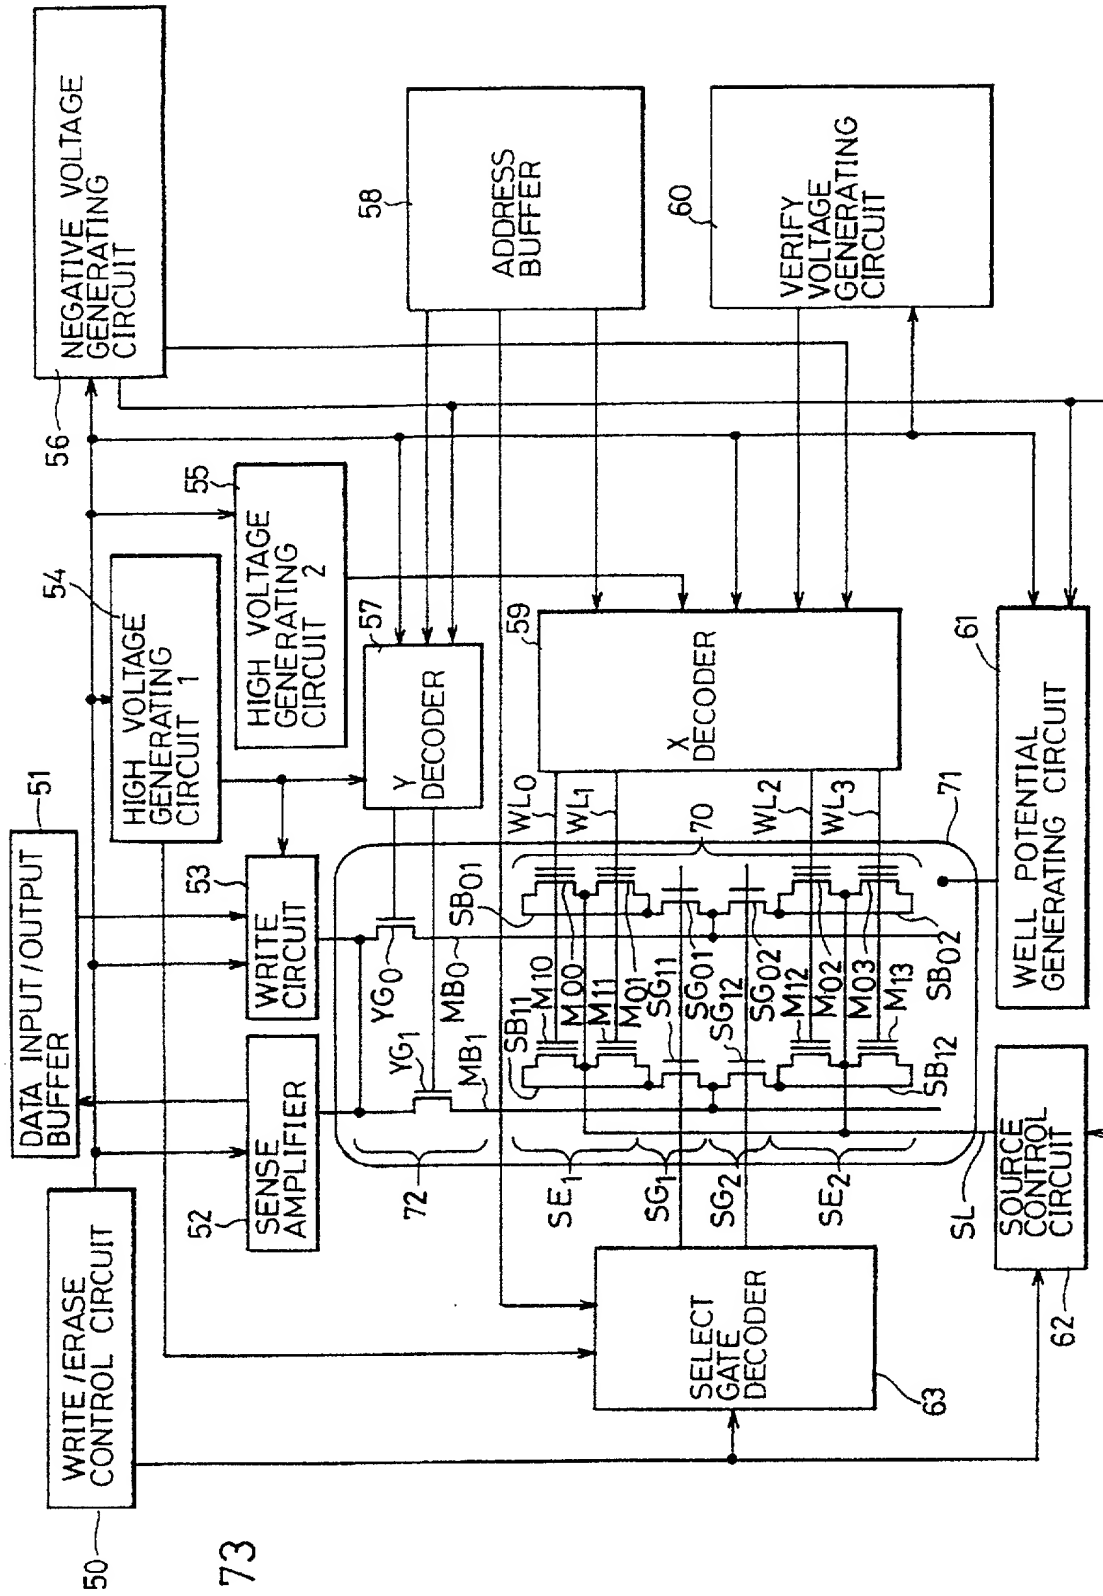 DATA INPUT/OUTPUT
BUFFER
51
WRITE/ERASE
CONTROL CIRCUIT
50
SENSE
AMPLIFIER
52
WRITE
CIRCUIT
53
HIGH VOLTAGE
GENERATING
CIRCUIT 1
54
HIGH VOLTAGE
GENERATING
CIRCUIT 2
55
NEGATIVE VOLTAGE
GENERATING
CIRCUIT
56
Y
DECODER
57
ADDRESS
BUFFER
58
X
DECODER
59
VERIFY
VOLTAGE
GENERATING
CIRCUIT
60
WELL POTENTIAL
GENERATING CIRCUIT
61
SOURCE
CONTROL
CIRCUIT
62
SELECT
GATE
DECODER
63
70
71
72
YG0
YG1
MB0
MB1
WL0
WL1
WL2
WL3
SB01
SB11
M10
M00
M11
M01
SG11
SG01
SG12
SG02
M12
M02
M03
M13
SB02
SB12
SE1
SG1
SG2
SE2
SL
73